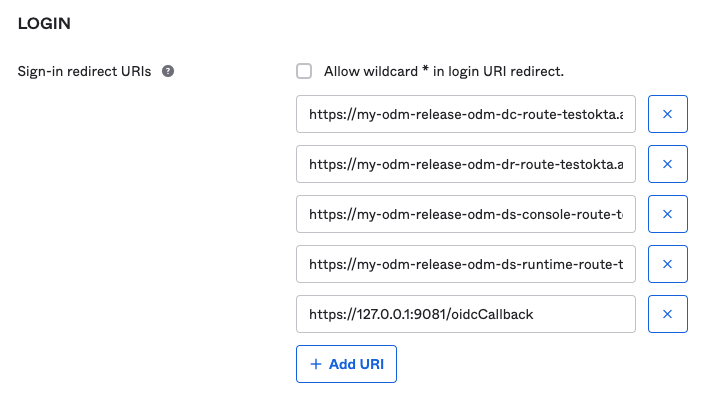 LOGIN
Sign-in redirect URIs ?
Allow wildcard * in login URI redirect.
https://my-odm-release-odm-dc-route-testokta.a
https://my-odm-release-odm-dr-route-testokta.a
https://my-odm-release-odm-ds-console-route-t
https://my-odm-release-odm-ds-runtime-route-t
https://127.0.0.1:9081/oidcCallback
+ Add URI